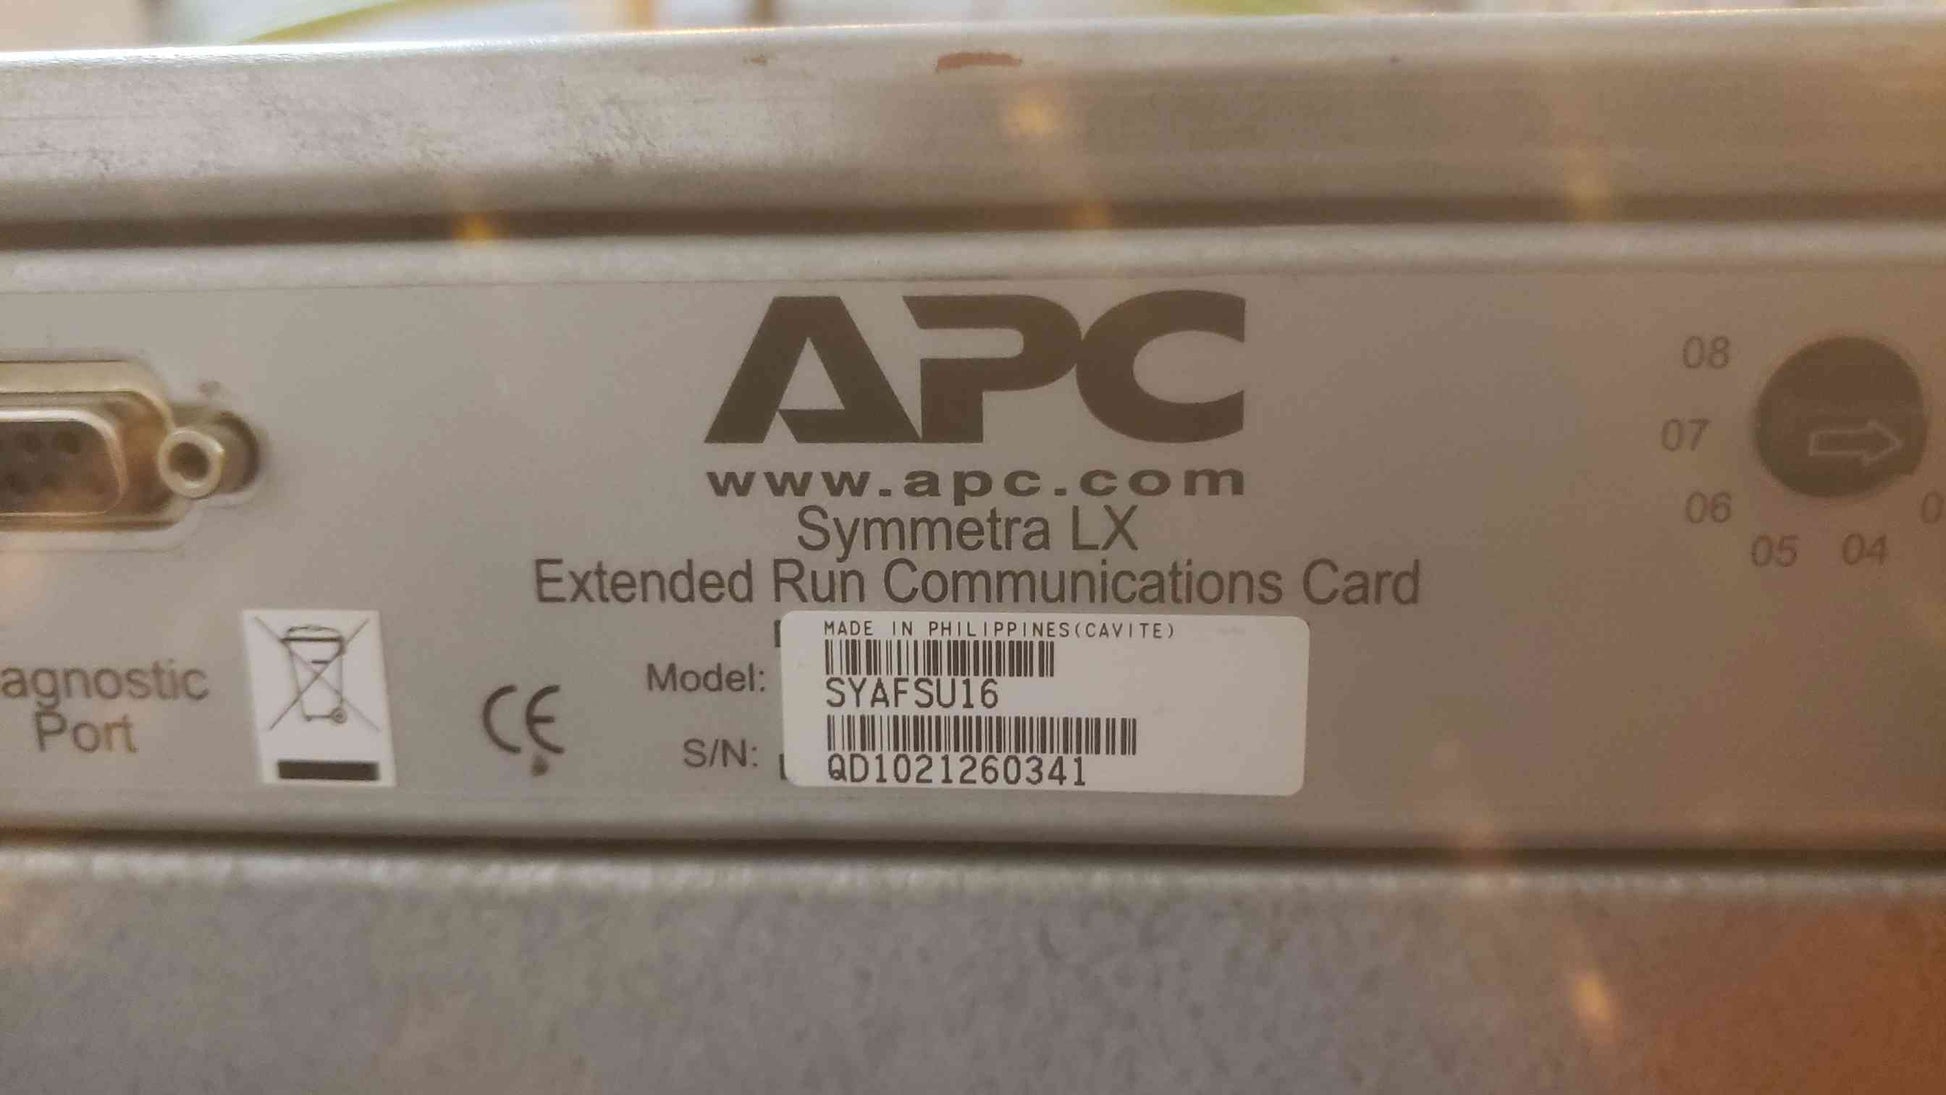 APC
www.apc.com
Symmetra LX
Extended Run Communications Card
MADE IN PHILIPPINES(CAVITE)
Model: SYAFSU16
S/N: QD1021260341
Port
CE
08
07
06
05 04